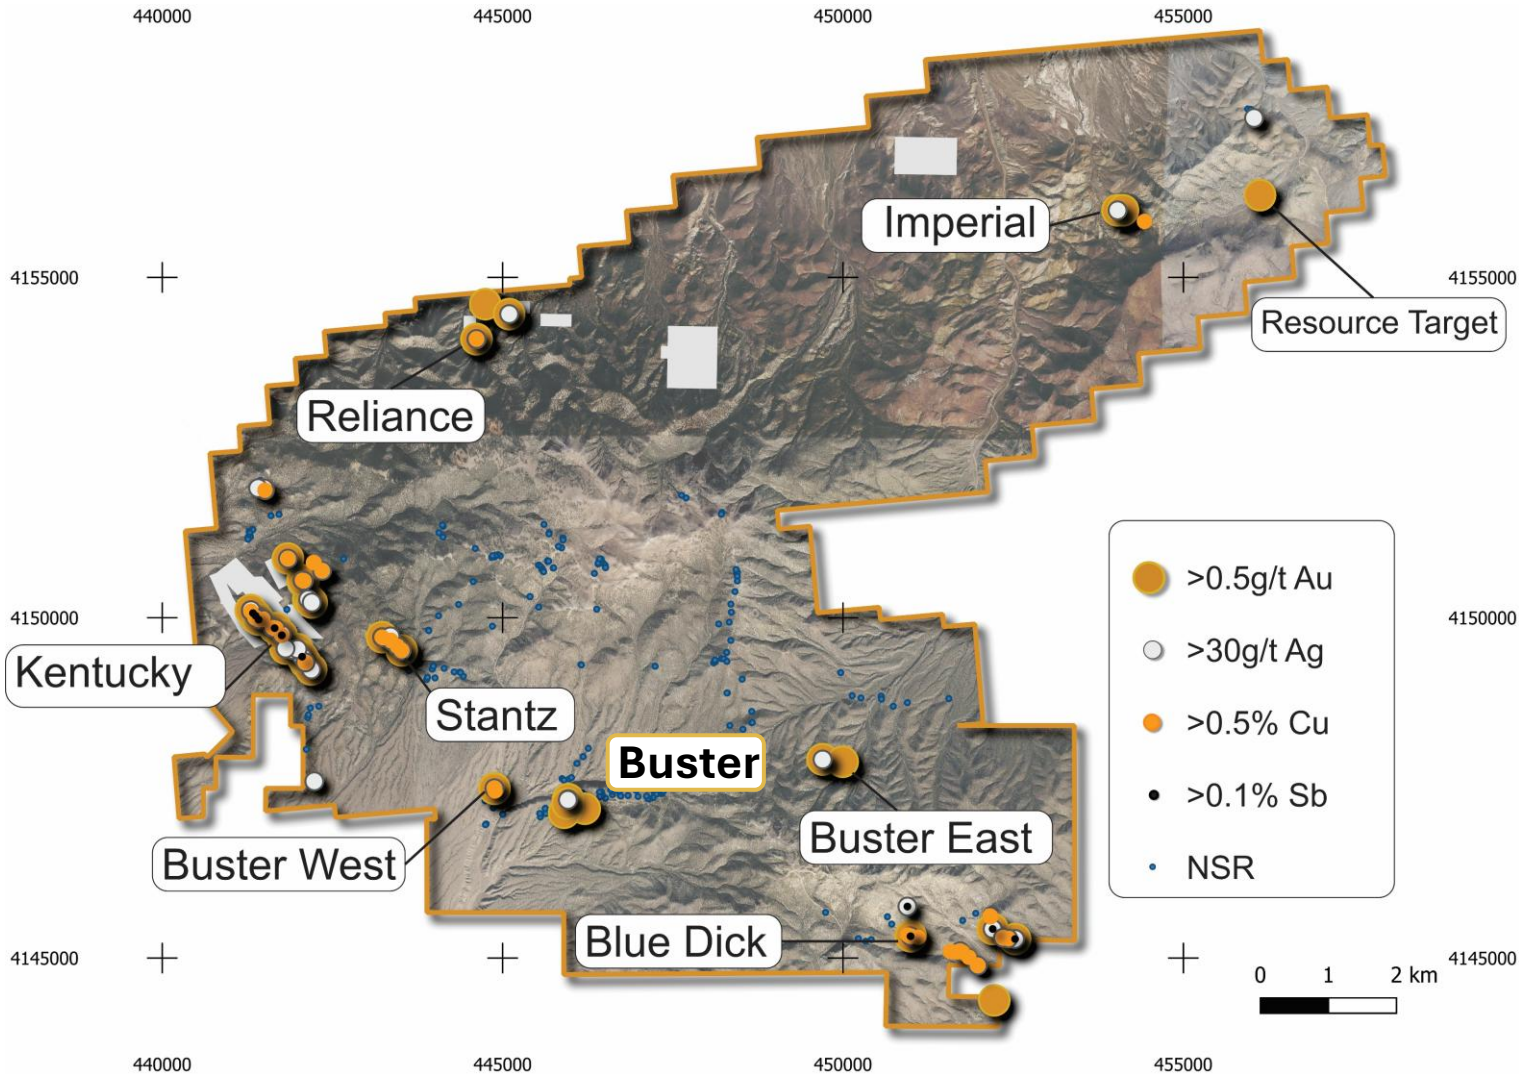 440000
445000
450000
455000
Imperial
4155000
4155000
Resource Target
Reliance
>0.5g/t Au
4150000
4150000
>30g/t Ag
Kentucky
Stantz
>0.5% Cu
Buster
>0.1% Sb
Buster East
Buster West
NSR
Blue Dick
4145000
4145000
0 1 2 km
440000
445000
450000
455000